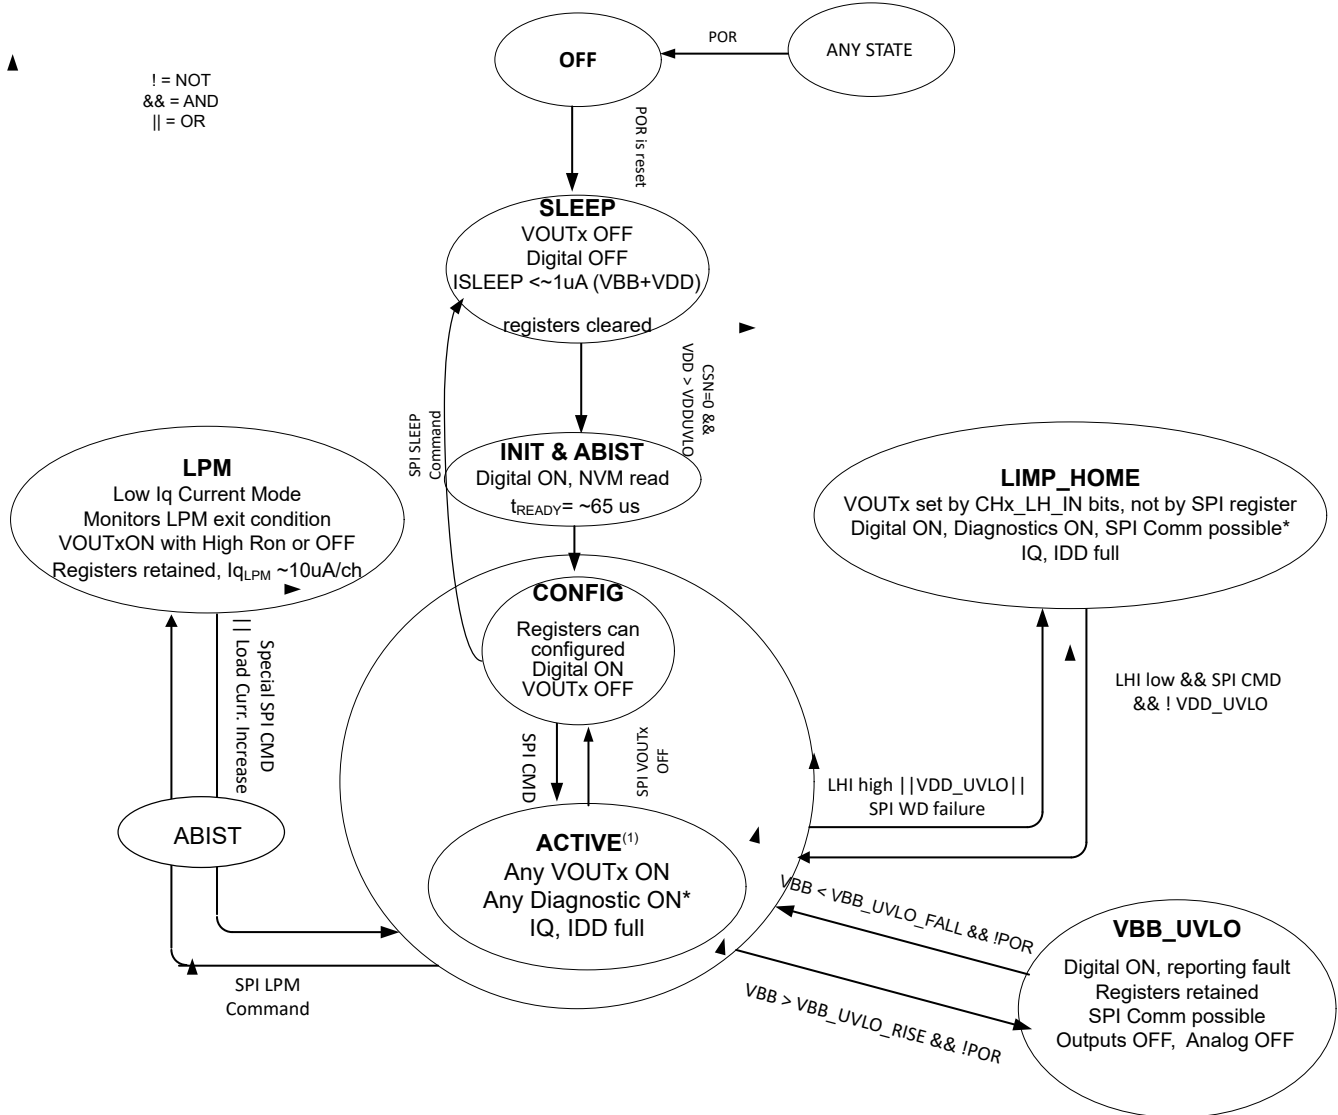 POR
ANY STATE
OFF
! = NOT
&& = AND
|| = OR
POR is reset
SLEEP
VOUTx OFF
Digital OFF
ISLEEP <~1uA (VBB+VDD)
registers cleared
CSN=0 &&
VDD > VDDUVLO
SPI SLEEP
Command
INIT & ABIST
Digital ON, NVM read
tREADY= ~65 us
LPM
Low Iq Current Mode
Monitors LPM exit condition
VOUTxON with High Ron or OFF
Registers retained, IqLPM ~10uA/ch
LIMP_HOME
VOUTx set by CHx_LH_IN bits, not by SPI register
Digital ON, Diagnostics ON, SPI Comm possible*
IQ, IDD full
CONFIG
Registers can
configured
Digital ON
VOUTx OFF
Special SPI CMD
|| Load Curr. Increase
LHI low && SPI CMD
&& ! VDD_UVLO
SPI CMD
SPI VOUTx
OFF
LHI high ||VDD_UVLO||
SPI WD failure
ABIST
ACTIVE(1)
Any VOUTx ON
Any Diagnostic ON*
IQ, IDD full
VBB < VBB_UVLO_FALL && !POR
VBB > VBB_UVLO_RISE && !POR
VBB_UVLO
Digital ON, reporting fault
Registers retained
SPI Comm possible
Outputs OFF, Analog OFF
SPI LPM
Command